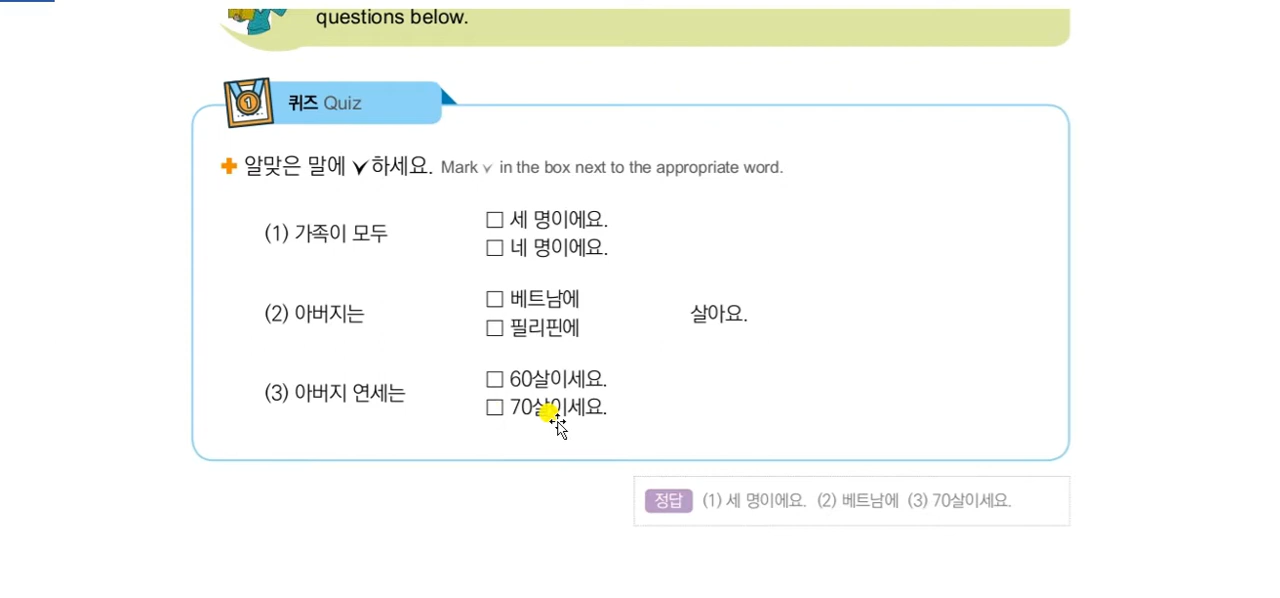 questions below.
퀴즈 Quiz
알맞은 말에 ∨하세요. Mark ∨ in the box next to the appropriate word.
(1) 가족이 모두
□ 세 명이에요.
□ 네 명이에요.
(2) 아버지는
□ 베트남에
□ 필리핀에
살아요.
(3) 아버지 연세는
□ 60살이세요.
□ 70살이세요.
정답 (1) 세 명이에요. (2) 베트남에 (3) 70살이세요.